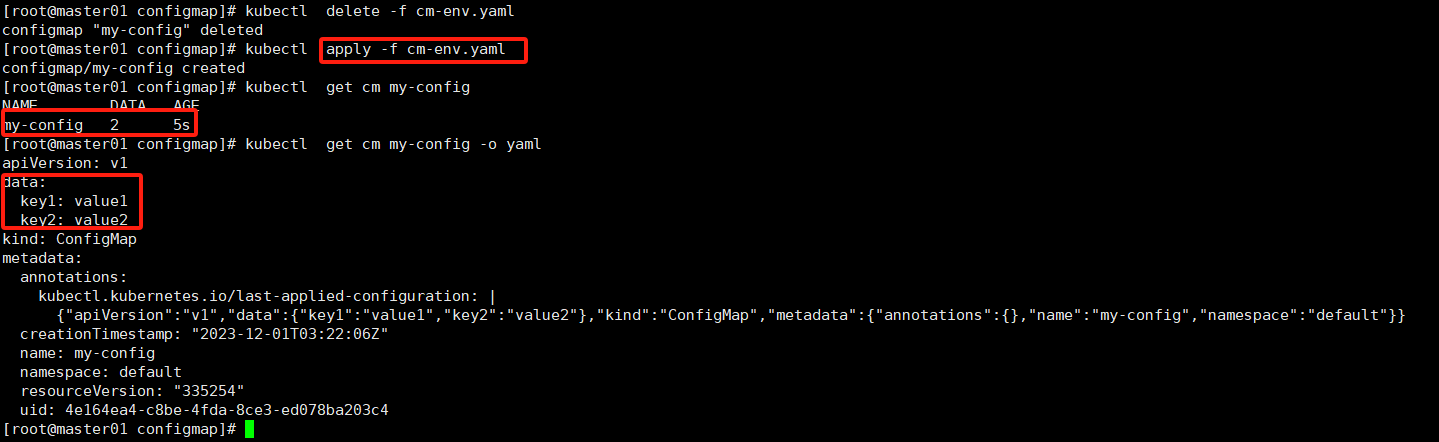 [root@master01 configmap]# kubectl  delete -f cm-env.yaml
configmap "my-config" deleted
[root@master01 configmap]# kubectl  apply -f cm-env.yaml
configmap/my-config created
[root@master01 configmap]# kubectl  get cm my-config
NAME        DATA   AGE
my-config   2      5s
[root@master01 configmap]# kubectl  get cm my-config -o yaml
apiVersion: v1
data:
  key1: value1
  key2: value2
kind: ConfigMap
metadata:
  annotations:
    kubectl.kubernetes.io/last-applied-configuration: |
      {"apiVersion":"v1","data":{"key1":"value1","key2":"value2"},"kind":"ConfigMap","metadata":{"annotations":{},"name":"my-config","namespace":"default"}}
  creationTimestamp: "2023-12-01T03:22:06Z"
  name: my-config
  namespace: default
  resourceVersion: "335254"
  uid: 4e164ea4-c8be-4fda-8ce3-ed078ba203c4
[root@master01 configmap]#